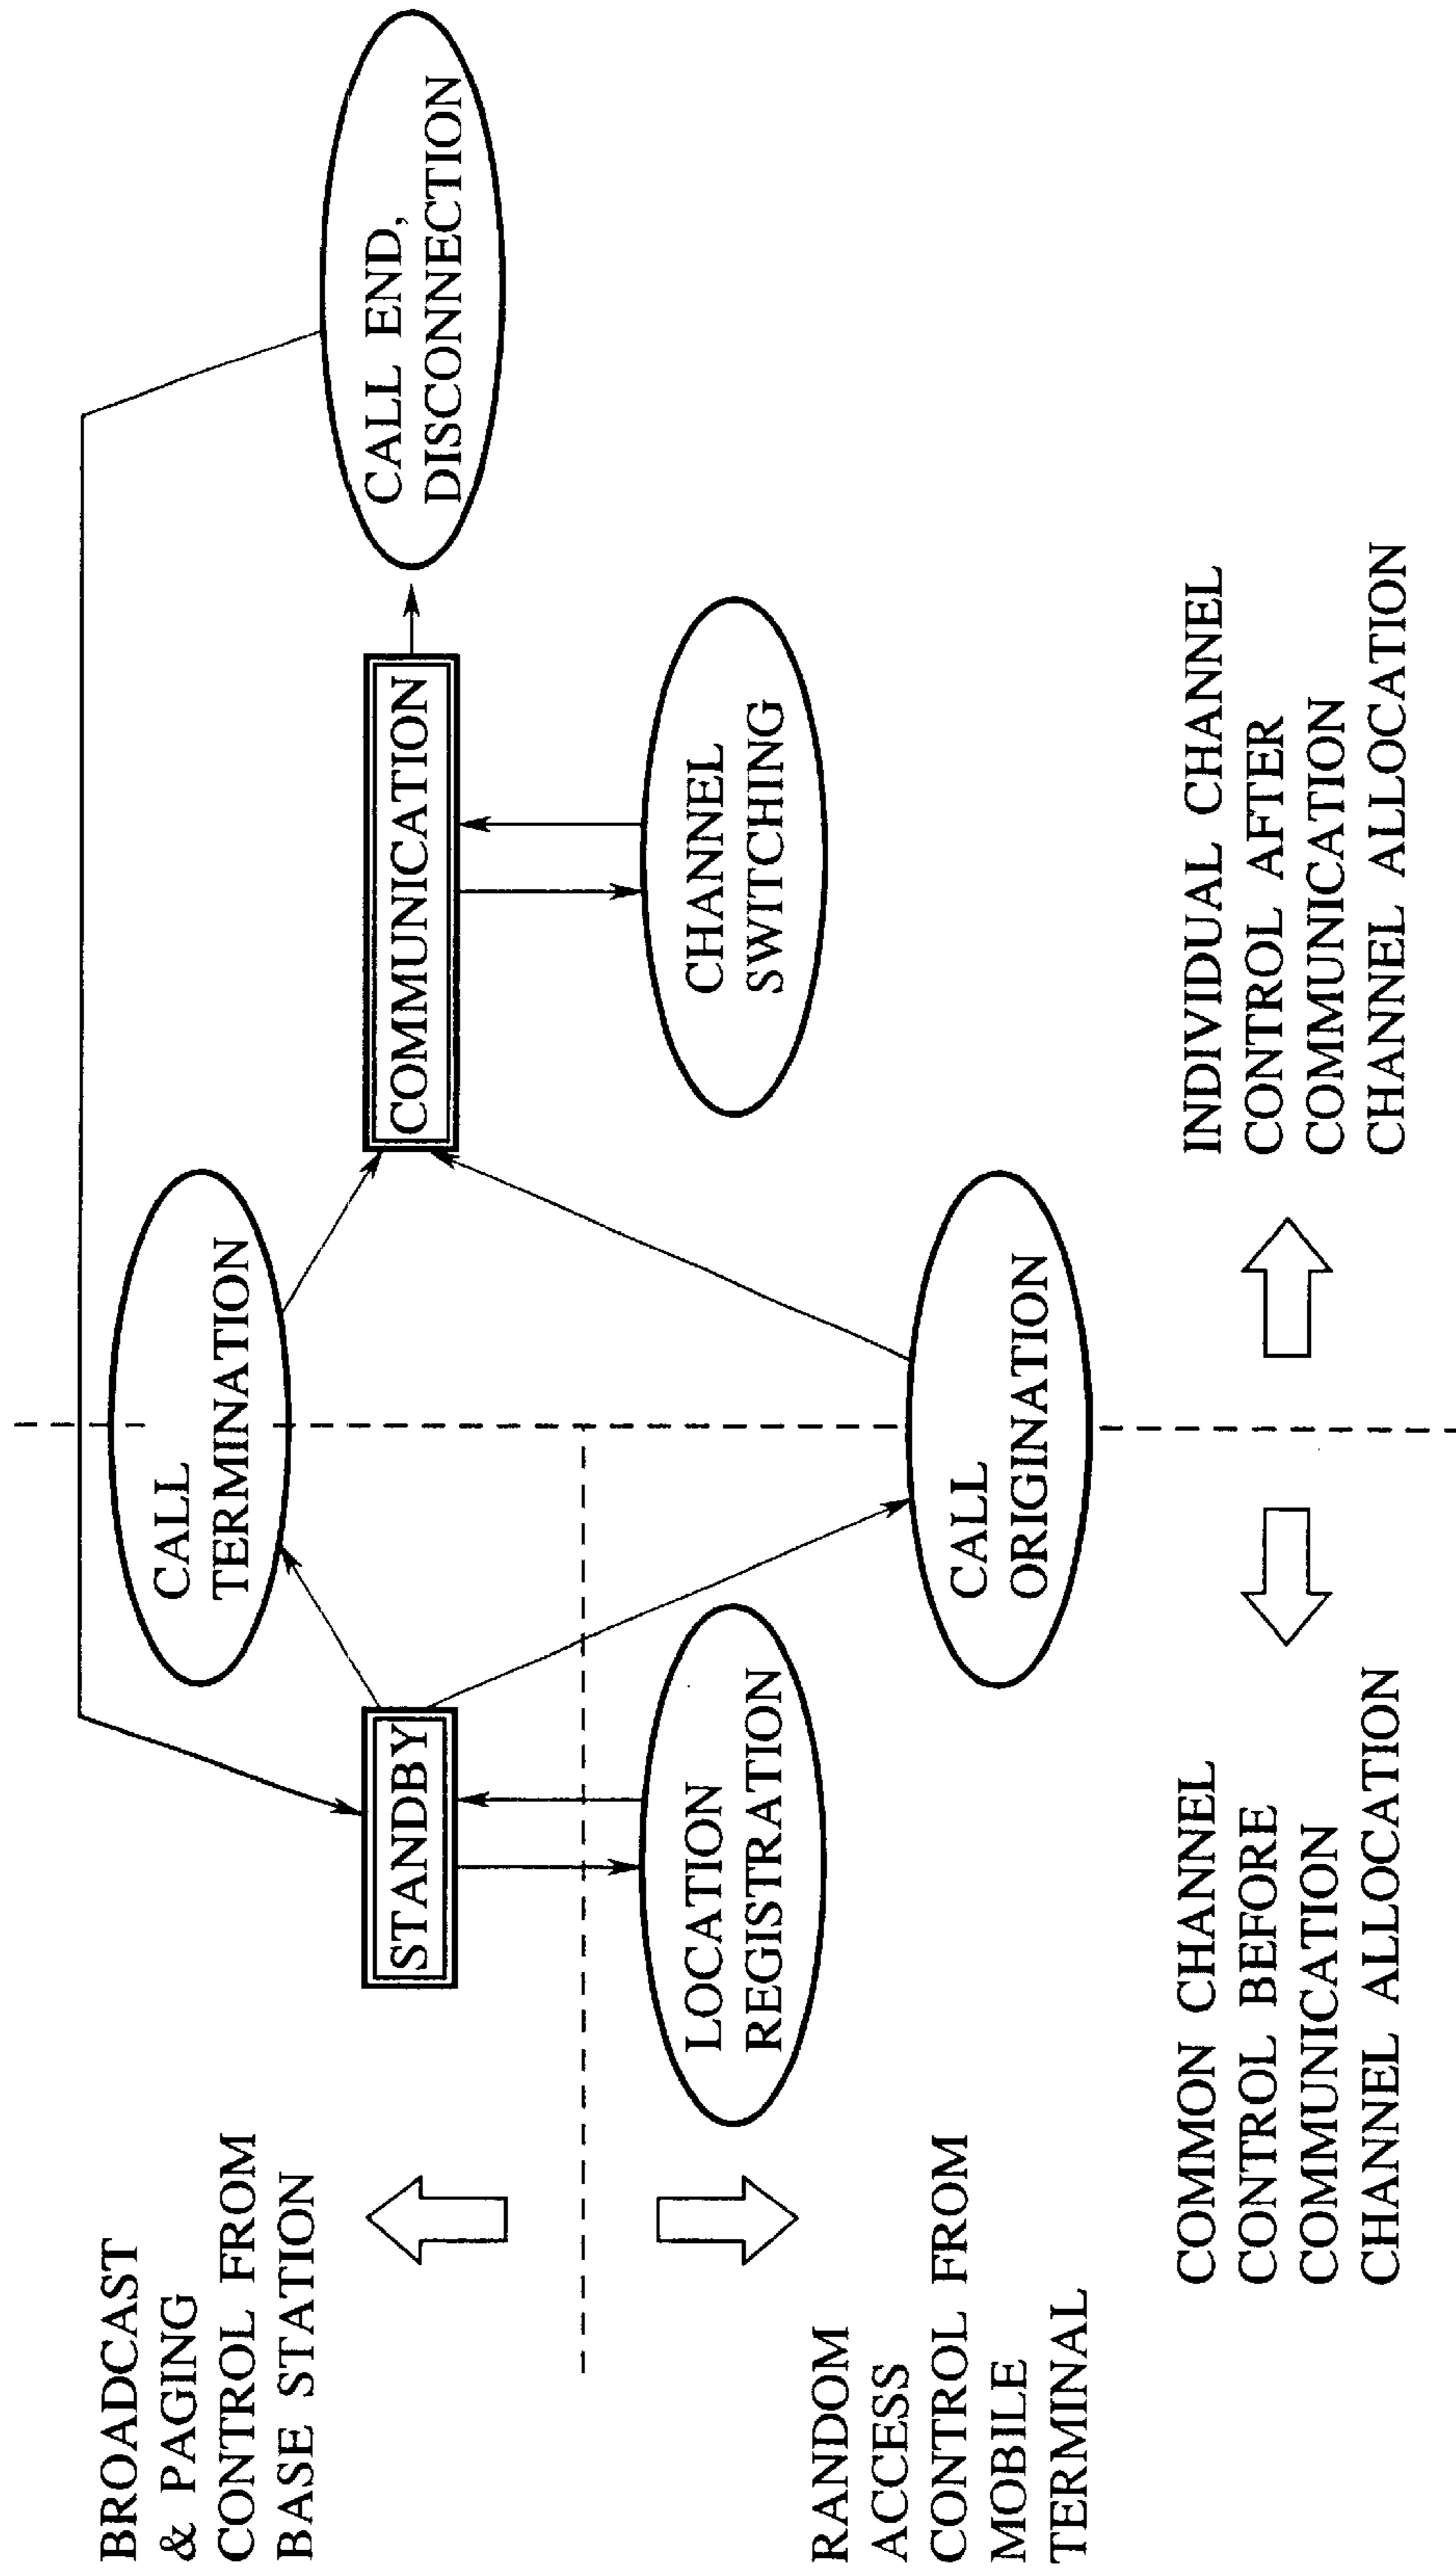 BROADCAST
& PAGING
CONTROL FROM
BASE STATION
RANDOM
ACCESS
CONTROL FROM
MOBILE
TERMINAL
STANDBY
LOCATION
REGISTRATION
CALL
TERMINATION
CALL
ORIGINATION
COMMUNICATION
CHANNEL
SWITCHING
CALL END,
DISCONNECTION
COMMON CHANNEL
CONTROL BEFORE
COMMUNICATION
CHANNEL ALLOCATION
INDIVIDUAL CHANNEL
CONTROL AFTER
COMMUNICATION
CHANNEL ALLOCATION